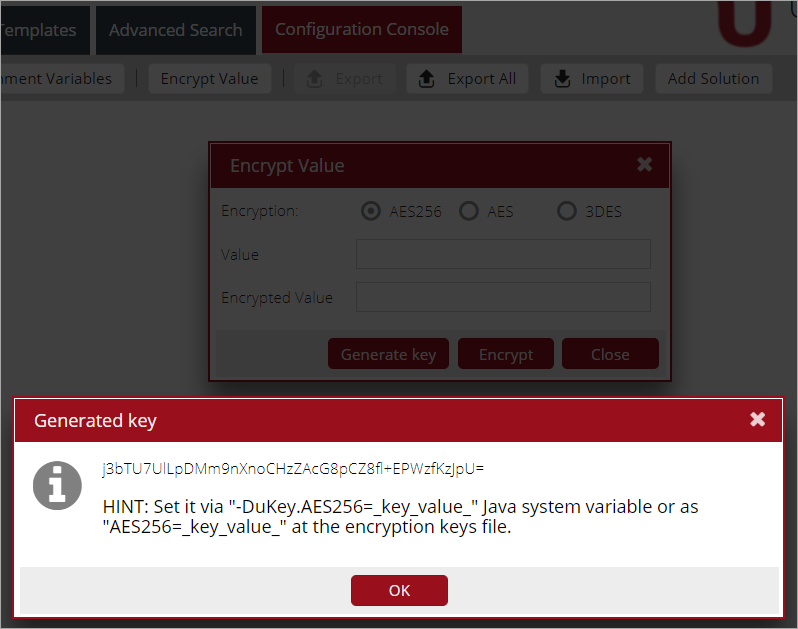 Templates Advanced Search Configuration Console
nment Variables Encrypt Value Export Export All Import Add Solution
Encrypt Value
Encryption: AES256 AES 3DES
Value
Encrypted Value
Generate key Encrypt Close
Generated key
j3bTU7UlLpDMm9nXnoCHzZAcG8pCZ8fl+EPWzfKzJpU=
HINT: Set it via "-DuKey.AES256=_key_value_" Java system variable or as
"AES256=_key_value_" at the encryption keys file.
OK